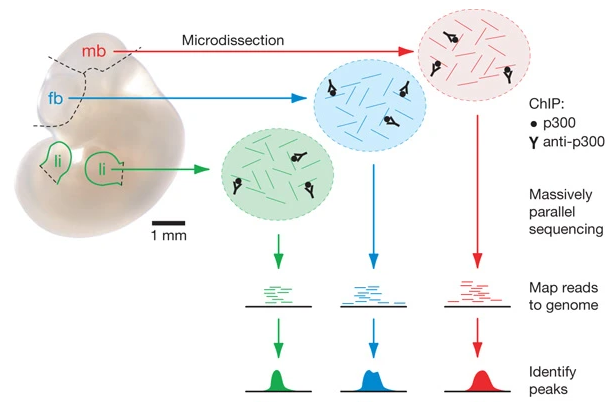 mb
Microdissection
fb
li
li
1 mm
ChIP:
p300
anti-p300
Massively
parallel
sequencing
Map reads
to genome
Identify
peaks